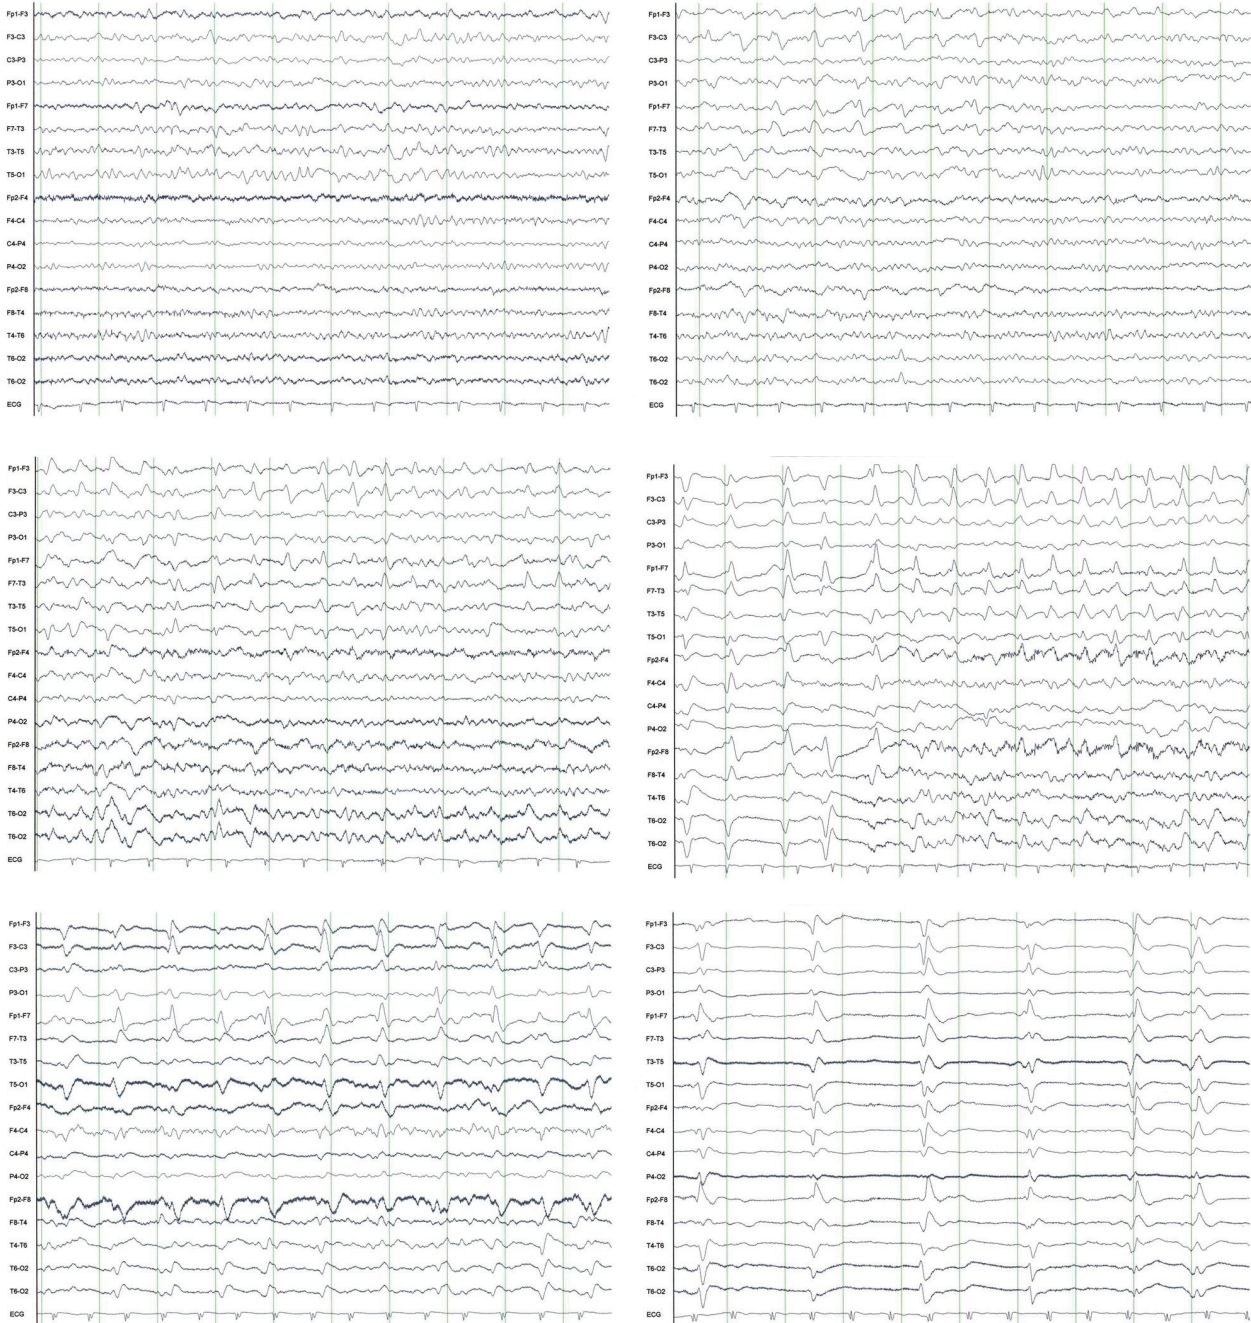 Fp1-F3
F3-C3
C3-P3
P3-O1
Fp1-F7
F7-T3
T3-T5
T5-O1
Fp2-F4
F4-C4
C4-P4
P4-O2
Fp2-F8
F8-T4
T4-T6
T6-O2
T6-O2
ECG
Fp1-F3
F3-C3
C3-P3
P3-O1
Fp1-F7
F7-T3
T3-T5
T5-O1
Fp2-F4
F4-C4
C4-P4
P4-O2
Fp2-F8
F8-T4
T4-T6
T6-O2
T6-O2
ECG
Fp1-F3
F3-C3
C3-P3
P3-O1
Fp1-F7
F7-T3
T3-T5
T5-O1
Fp2-F4
F4-C4
C4-P4
P4-O2
Fp2-F8
F8-T4
T4-T6
T6-O2
T6-O2
ECG
Fp1-F3
F3-C3
C3-P3
P3-O1
Fp1-F7
F7-T3
T3-T5
T5-O1
Fp2-F4
F4-C4
C4-P4
P4-O2
Fp2-F8
F8-T4
T4-T6
T6-O2
T6-O2
ECG
Fp1-F3
F3-C3
C3-P3
P3-O1
Fp1-F7
F7-T3
T3-T5
T5-O1
Fp2-F4
F4-C4
C4-P4
P4-O2
Fp2-F8
F8-T4
T4-T6
T6-O2
T6-O2
ECG
Fp1-F3
F3-C3
C3-P3
P3-O1
Fp1-F7
F7-T3
T3-T5
T5-O1
Fp2-F4
F4-C4
C4-P4
P4-O2
Fp2-F8
F8-T4
T4-T6
T6-O2
T6-O2
ECG